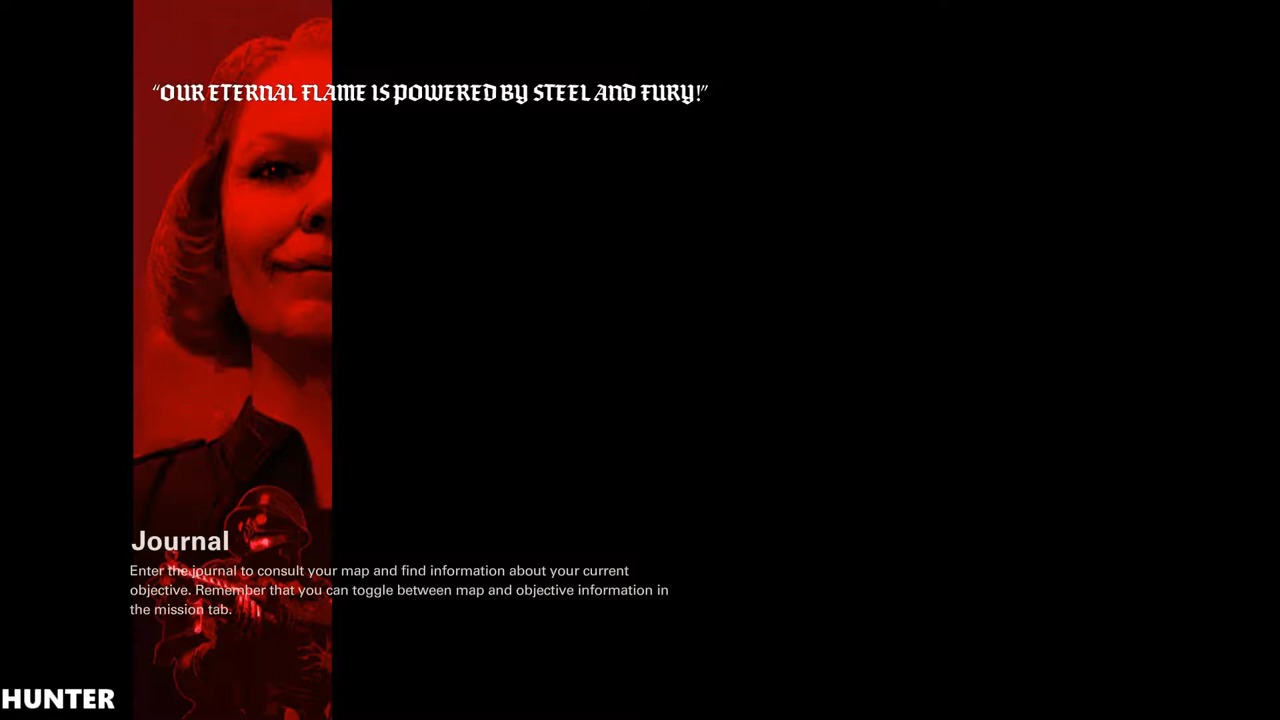 “OUR ETERNAL FLAME IS POWERED BY STEEL AND FURY!”
Journal
Enter the journal to consult your map and find information about your current
objective. Remember that you can toggle between map and objective information in
the mission tab.
HUNTER